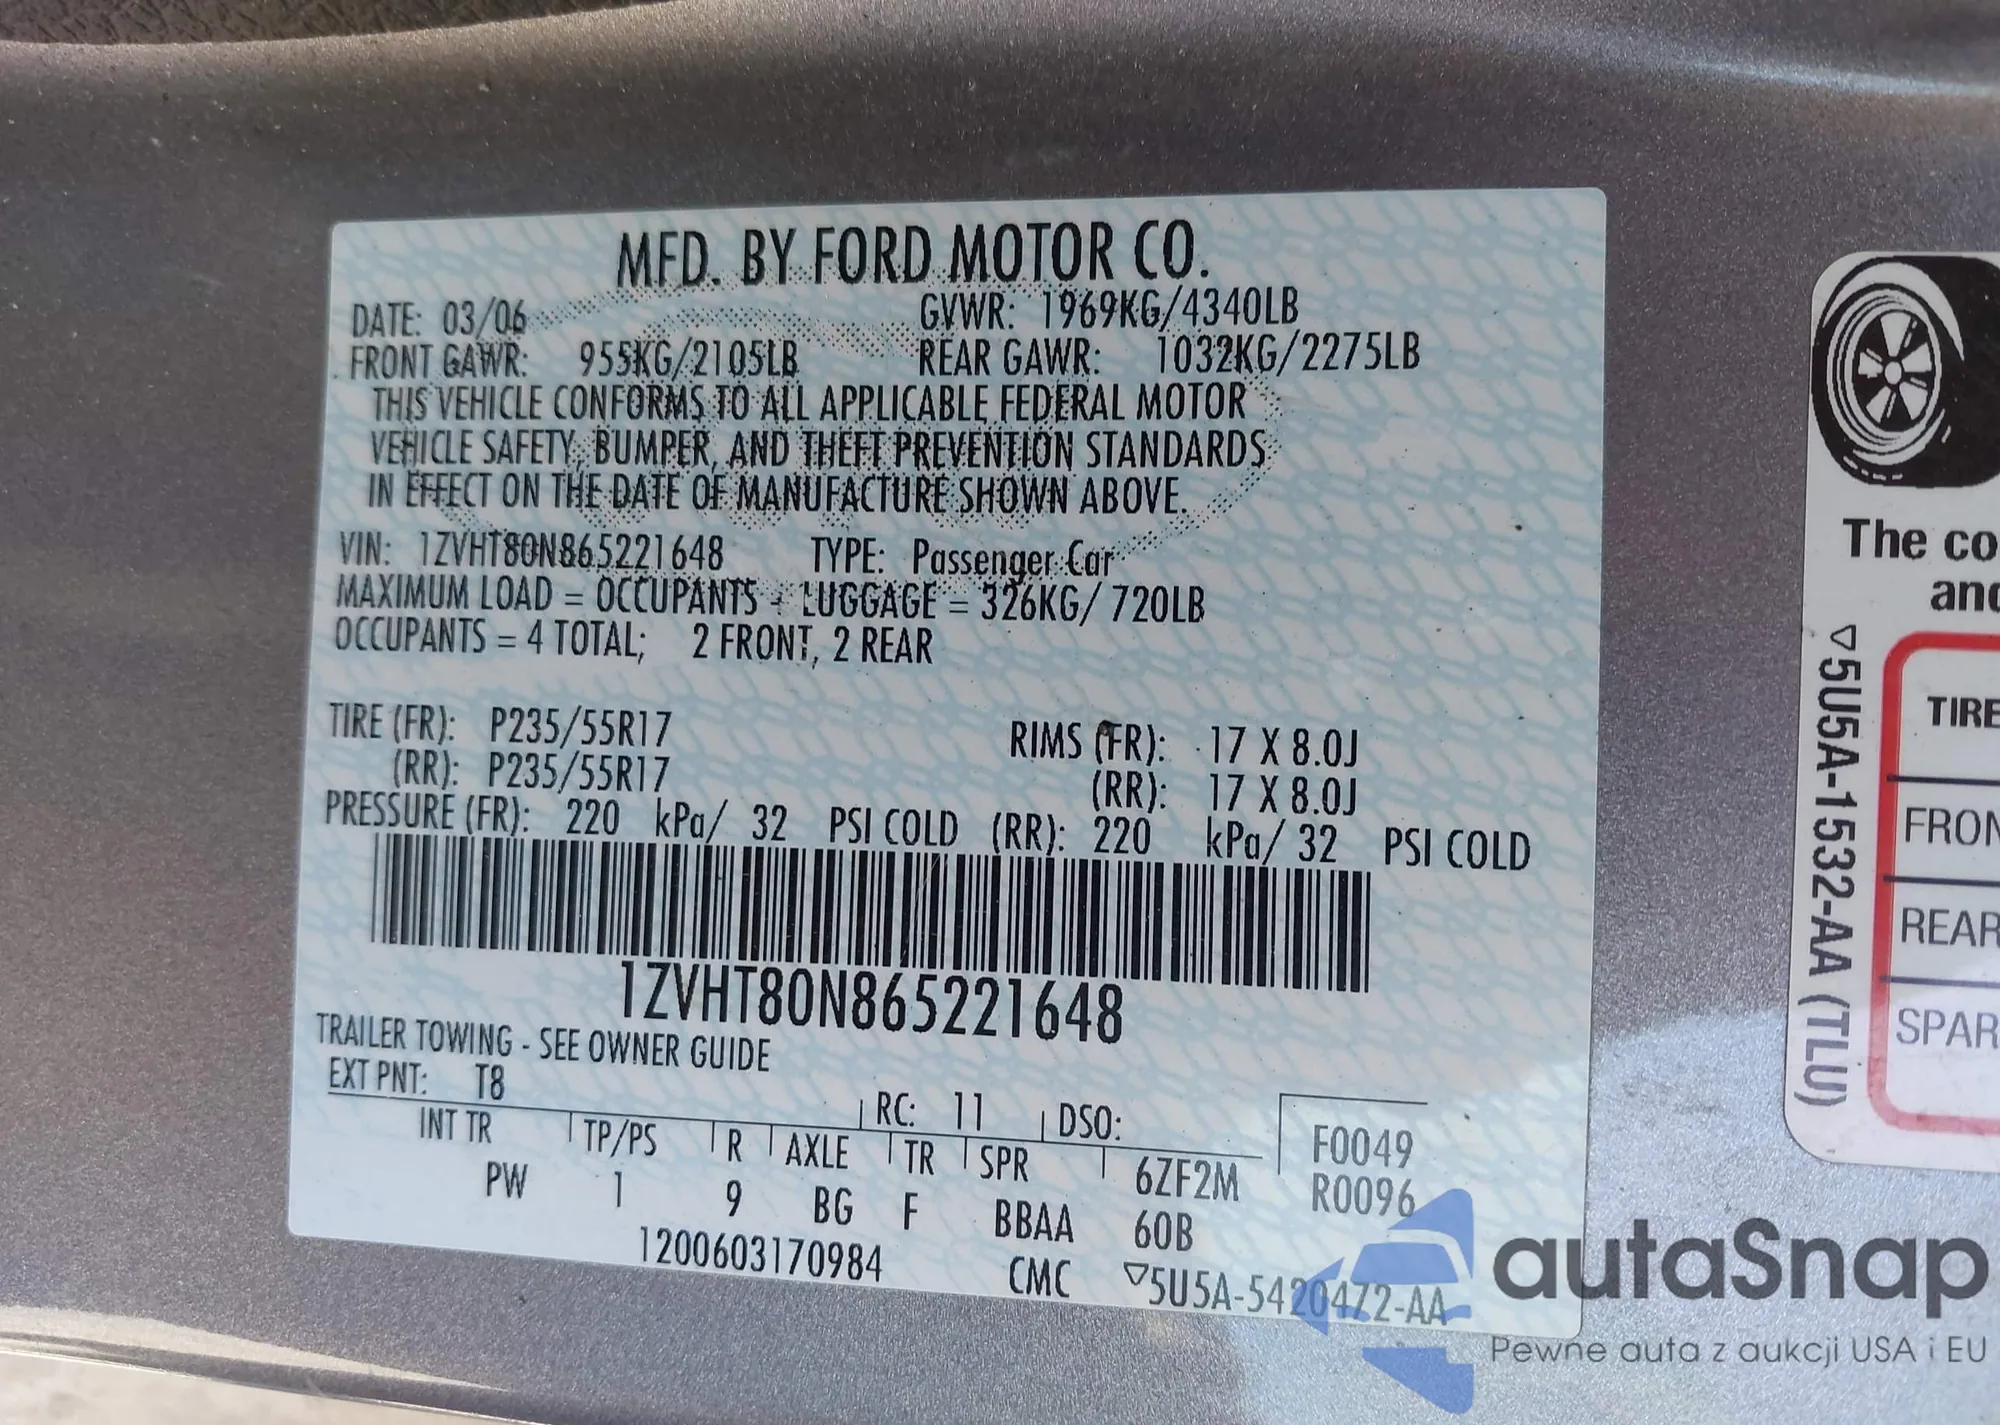 MFD. BY FORD MOTOR CO.
DATE: 03/06 GVWR: 1969KG/4340LB
FRONT GAWR: 955KG/2105LB REAR GAWR: 1032KG/2275LB
THIS VEHICLE CONFORMS TO ALL APPLICABLE FEDERAL MOTOR
VEHICLE SAFETY, BUMPER, AND THEFT PREVENTION STANDARDS
IN EFFECT ON THE DATE OF MANUFACTURE SHOWN ABOVE.
VIN: 1ZVHT80N865221648 TYPE: Passenger Car
MAXIMUM LOAD = OCCUPANTS + LUGGAGE = 326KG/ 720LB
OCCUPANTS = 4 TOTAL; 2 FRONT, 2 REAR
TIRE (FR): P235/55R17 RIMS (FR): 17 X 8.0J
(RR): P235/55R17 (RR): 17 X 8.0J
PRESSURE (FR): 220 kPa/ 32 PSI COLD (RR): 220 kPa/ 32 PSI COLD
1ZVHT80N865221648
TRAILER TOWING - SEE OWNER GUIDE
EXT PNT: T8 RC: 11 DSO: F0049
INT TR TP/PS R AXLE TR SPR 6ZF2M R0096
PW 1 9 BG F BBAA 60B
1200603170984 CMC ▽5U5A-5420472-AA
The co
and
▽5U5A-1532-AA (TLU)
TIRE
FRON
REAR
SPAR
autaSnap
Pewne auta z aukcji USA i EU